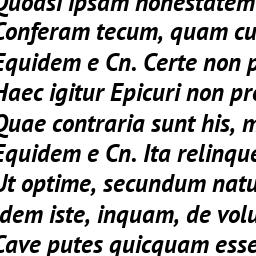 Quodsi ipsam honestatem
Conferam tecum, quam cu
Equidem e Cn. Certe non p
Haec igitur Epicuri non pr
Quae contraria sunt his, m
Equidem e Cn. Ita relinque
Ut optime, secundum natu
Idem iste, inquam, de volu
Cave putes quicquam esse